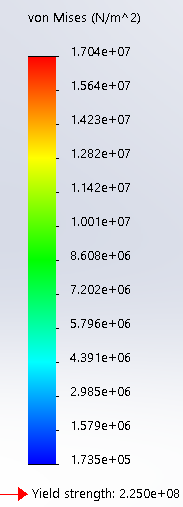 von Mises (N/m^2)
1.704e+07
1.564e+07
1.423e+07
1.282e+07
1.142e+07
1.001e+07
8.608e+06
7.202e+06
5.796e+06
4.391e+06
2.985e+06
1.579e+06
1.735e+05
Yield strength: 2.250e+08